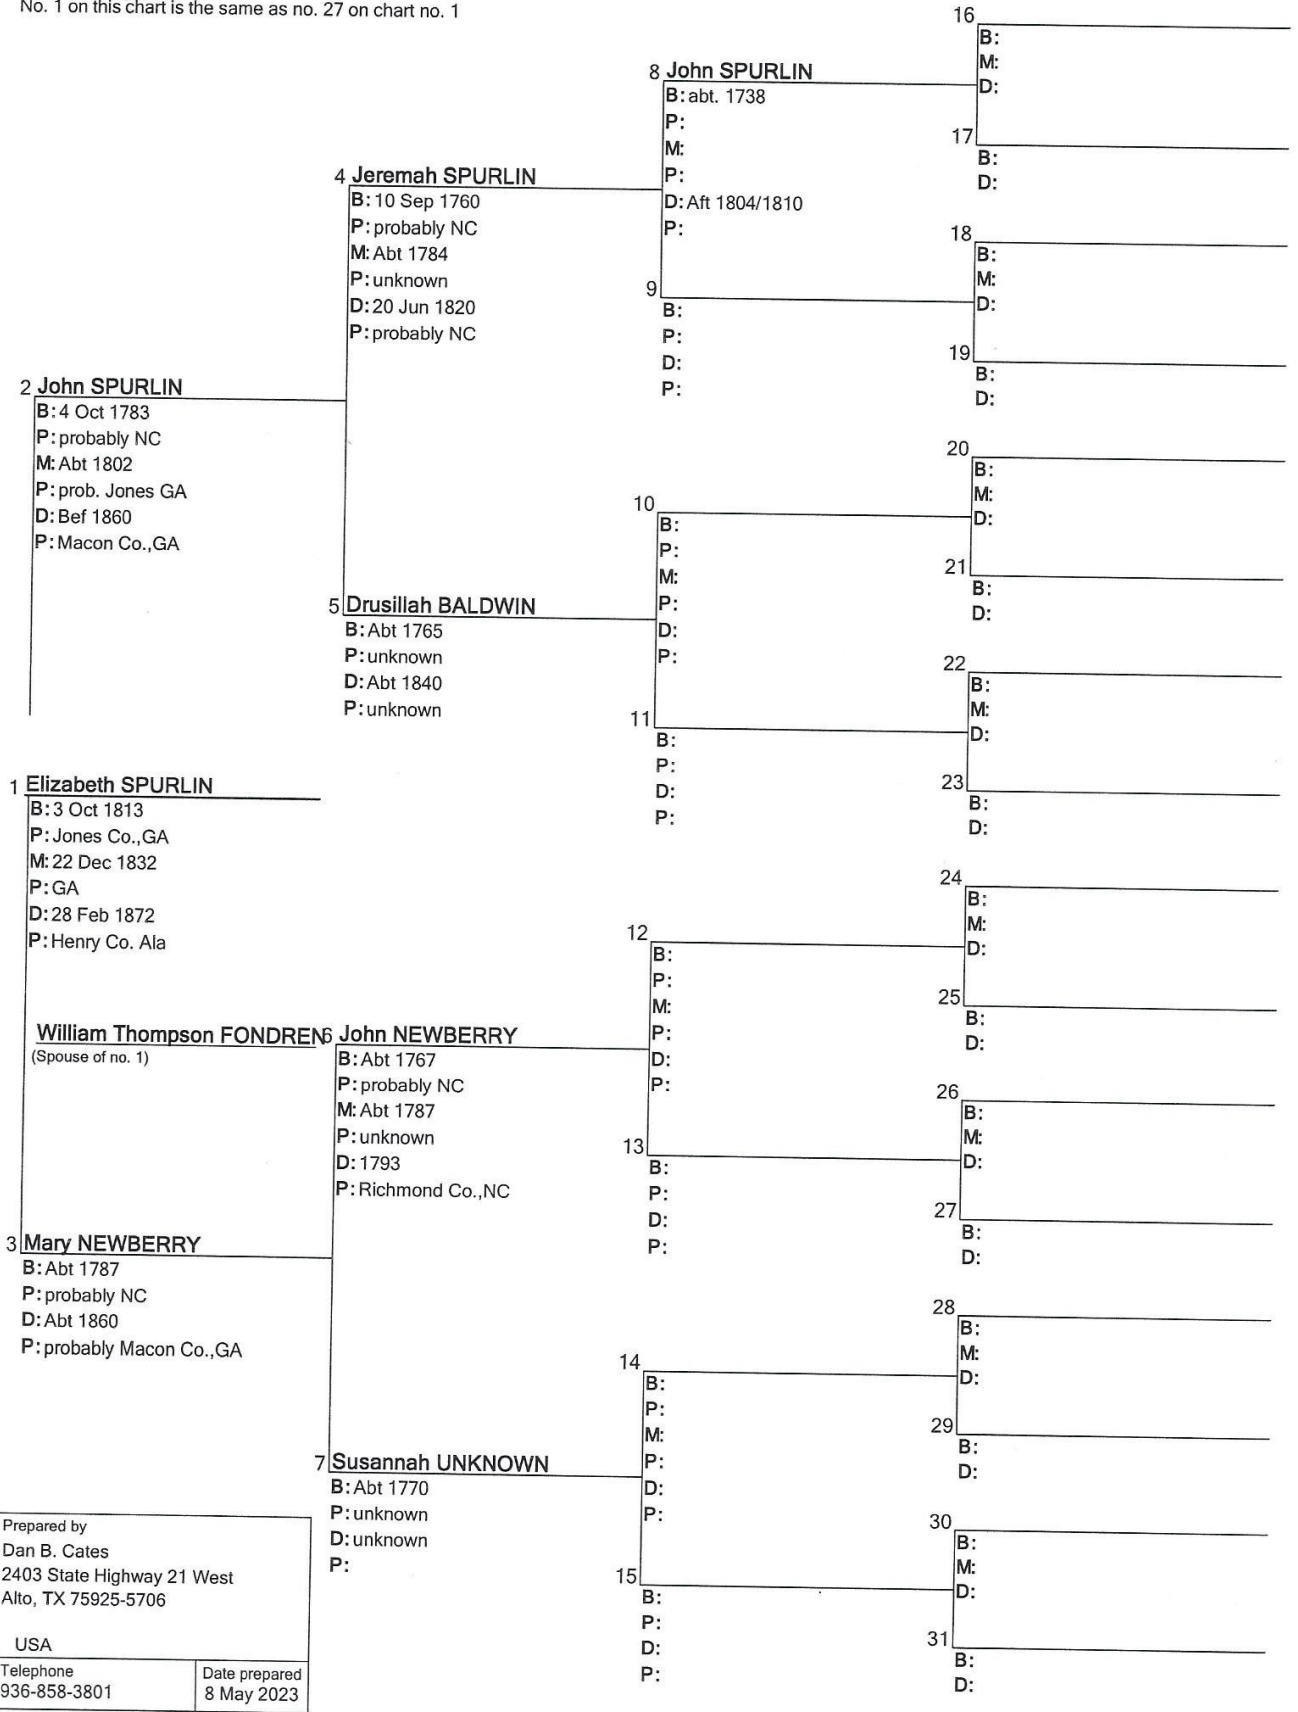 No. 1 on this chart is the same as no. 27 on chart no. 1
2 John SPURLIN
B: 4 Oct 1783
P: probably NC
M: Abt 1802
P: prob. Jones GA
D: Bef 1860
P: Macon Co.,GA
1 Elizabeth SPURLIN
B: 3 Oct 1813
P: Jones Co.,GA
M: 22 Dec 1832
P: GA
D: 28 Feb 1872
P: Henry Co. Ala
William Thompson FONDREN
(Spouse of no. 1)
3 Mary NEWBERRY
B: Abt 1787
P: probably NC
D: Abt 1860
P: probably Macon Co.,GA
4 Jeremah SPURLIN
B: 10 Sep 1760
P: probably NC
M: Abt 1784
P: unknown
D: 20 Jun 1820
P: probably NC
5 Drusillah BALDWIN
B: Abt 1765
P: unknown
D: Abt 1840
P: unknown
6 John NEWBERRY
B: Abt 1767
P: probably NC
M: Abt 1787
P: unknown
D: 1793
P: Richmond Co.,NC
7 Susannah UNKNOWN
B: Abt 1770
P: unknown
D: unknown
P:
8 John SPURLIN
B: abt. 1738
P:
M:
P:
D: Aft 1804/1810
P:
9
B:
P:
D:
P:
10
B:
P:
M:
P:
D:
P:
11
B:
P:
D:
P:
12
B:
P:
M:
P:
D:
P:
13
B:
P:
D:
P:
14
B:
P:
M:
P:
D:
P:
15
B:
P:
D:
P:
16
B:
M:
D:
17
B:
D:
18
B:
M:
D:
19
B:
D:
20
B:
M:
D:
21
B:
D:
22
B:
M:
D:
23
B:
D:
24
B:
M:
D:
25
B:
D:
26
B:
M:
D:
27
B:
D:
28
B:
M:
D:
29
B:
D:
30
B:
M:
D:
31
B:
D:
Prepared by
Dan B. Cates
2403 State Highway 21 West
Alto, TX 75925-5706
USA
Telephone
936-858-3801
Date prepared
8 May 2023